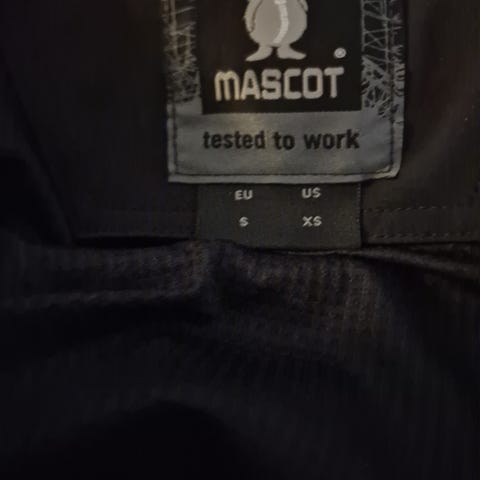 MASCOT®
tested to work
EU US
S XS